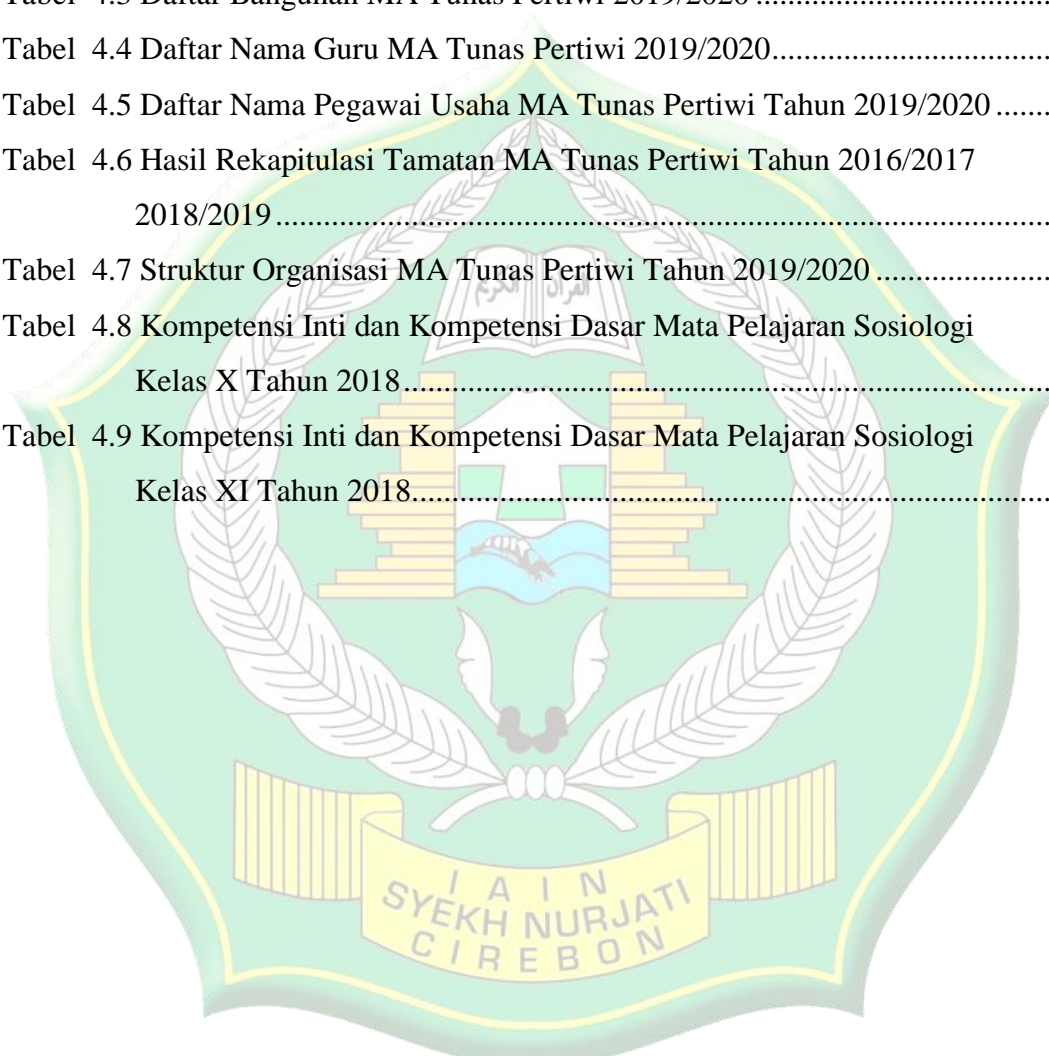 Tabel 4.3 Daftar Bangunan MA Tunas Pertiwi 2019/2020 ..............................................
Tabel 4.4 Daftar Nama Guru MA Tunas Pertiwi 2019/2020...........................................
Tabel 4.5 Daftar Nama Pegawai Usaha MA Tunas Pertiwi Tahun 2019/2020 .......
Tabel 4.6 Hasil Rekapitulasi Tamatan MA Tunas Pertiwi Tahun 2016/2017
2018/2019 .........................................................................................................................
Tabel 4.7 Struktur Organisasi MA Tunas Pertiwi Tahun 2019/2020 ...........................
القرآن الكريم
Tabel 4.8 Kompetensi Inti dan Kompetensi Dasar Mata Pelajaran Sosiologi
Kelas X Tahun 2018 .....................................................................................................
Tabel 4.9 Kompetensi Inti dan Kompetensi Dasar Mata Pelajaran Sosiologi
Kelas XI Tahun 2018....................................................................................................
IAIN
SYEKH NURJATI
CIREBON